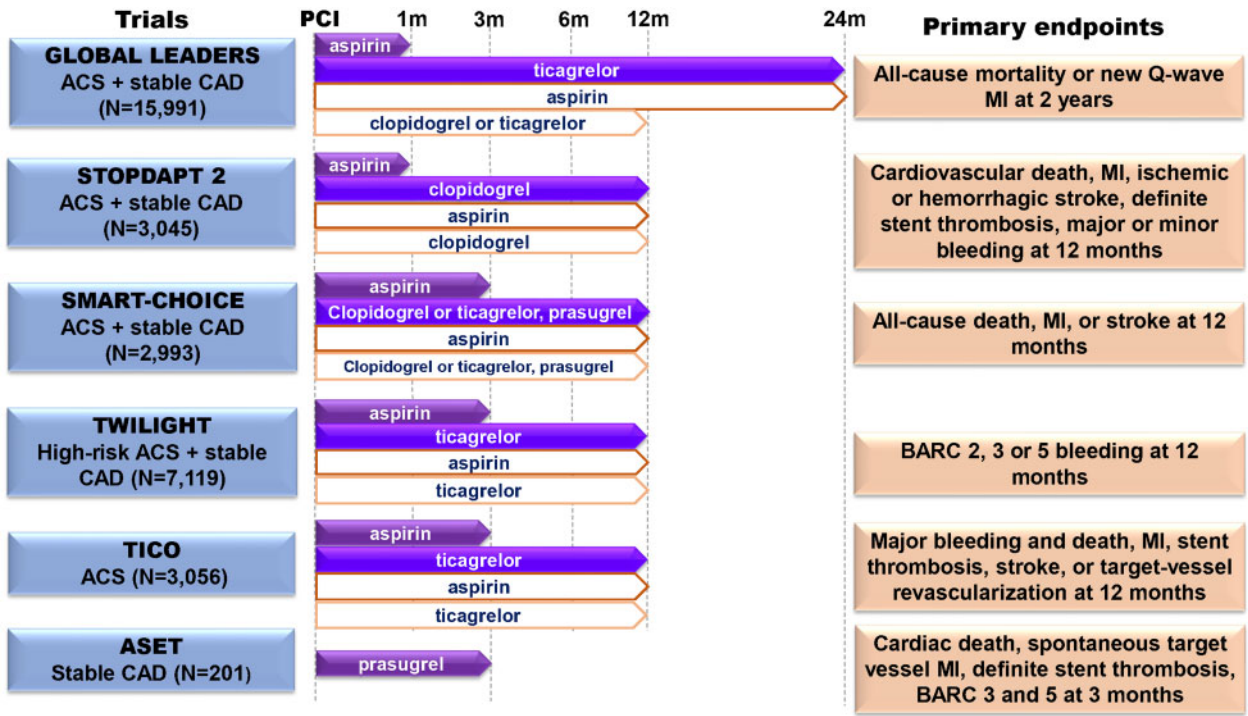 Trials
PCI 1m 3m 6m 12m 24m
Primary endpoints
GLOBAL LEADERS
ACS + stable CAD
(N=15,991)
aspirin
ticagrelor
aspirin
clopidogrel or ticagrelor
All-cause mortality or new Q-wave
MI at 2 years
STOPDAPT 2
ACS + stable CAD
(N=3,045)
aspirin
clopidogrel
aspirin
clopidogrel
Cardiovascular death, MI, ischemic
or hemorrhagic stroke, definite
stent thrombosis, major or minor
bleeding at 12 months
SMART-CHOICE
ACS + stable CAD
(N=2,993)
aspirin
Clopidogrel or ticagrelor, prasugrel
aspirin
Clopidogrel or ticagrelor, prasugrel
All-cause death, MI, or stroke at 12
months
TWILIGHT
High-risk ACS + stable
CAD (N=7,119)
aspirin
ticagrelor
aspirin
ticagrelor
BARC 2, 3 or 5 bleeding at 12
months
TICO
ACS (N=3,056)
aspirin
ticagrelor
aspirin
ticagrelor
Major bleeding and death, MI, stent
thrombosis, stroke, or target-vessel
revascularization at 12 months
ASET
Stable CAD (N=201)
prasugrel
Cardiac death, spontaneous target
vessel MI, definite stent thrombosis,
BARC 3 and 5 at 3 months